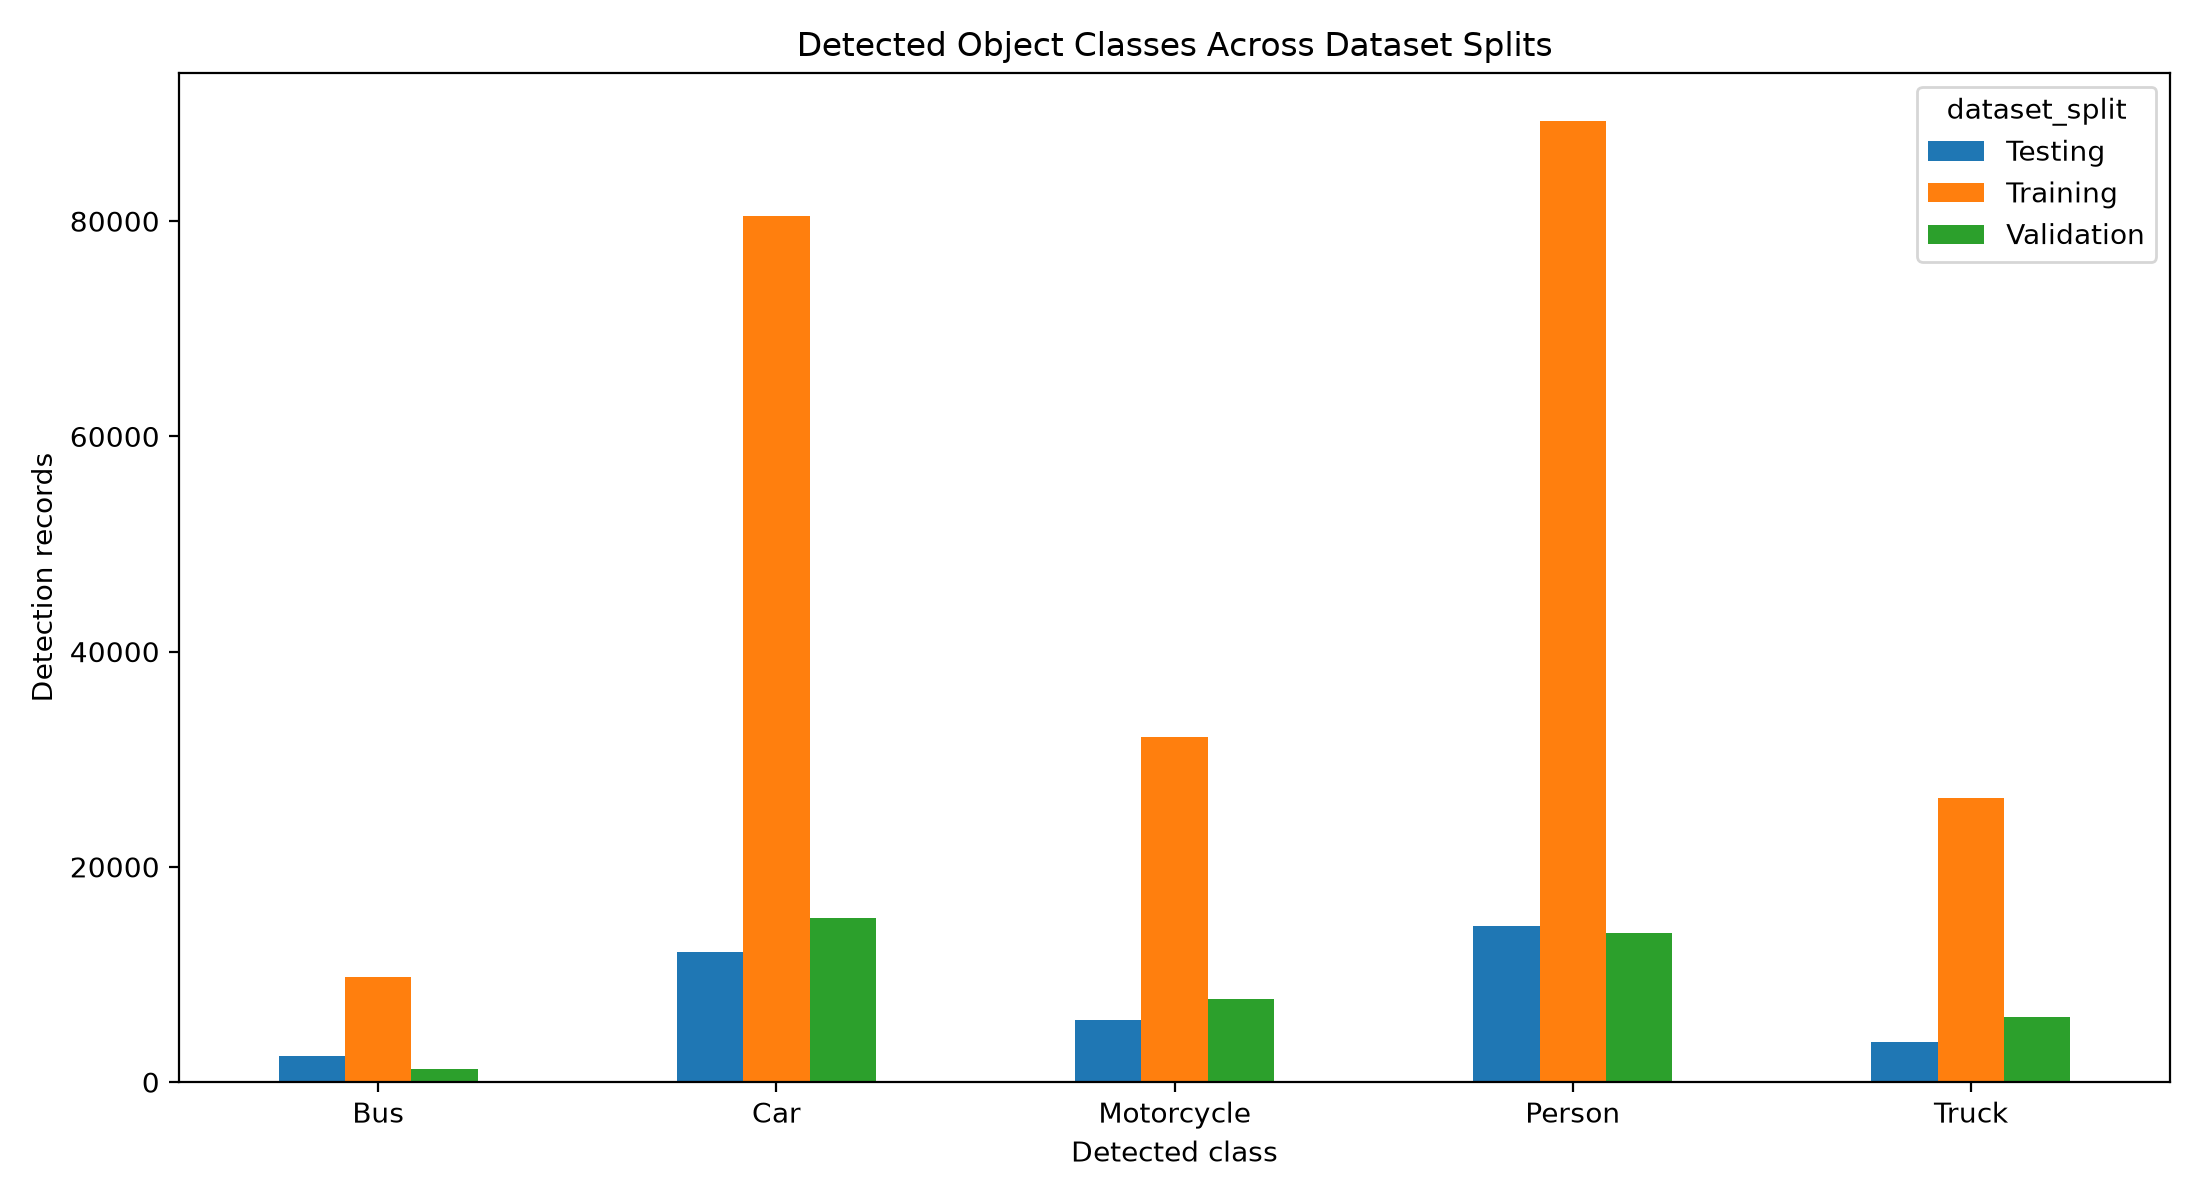 Detected Object Classes Across Dataset Splits
dataset_split
Testing
Training
Validation
Detection records
80000
60000
40000
20000
0
Bus
Car
Motorcycle
Person
Truck
Detected class